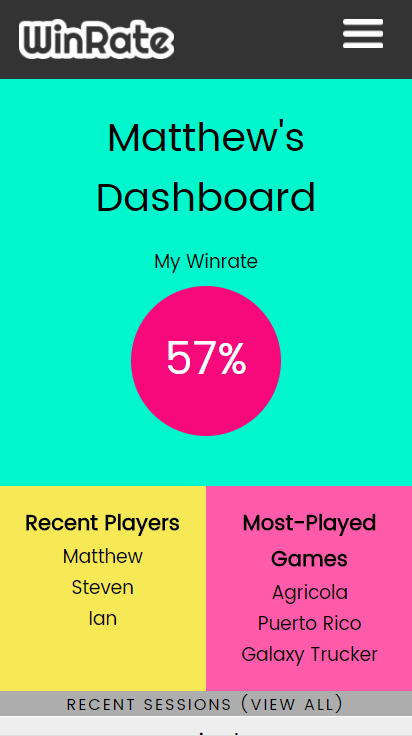 WinRate
Matthew's
Dashboard
My Winrate
57%
Recent Players
Matthew
Steven
Ian
Most-Played
Games
Agricola
Puerto Rico
Galaxy Trucker
RECENT SESSIONS (VIEW ALL)